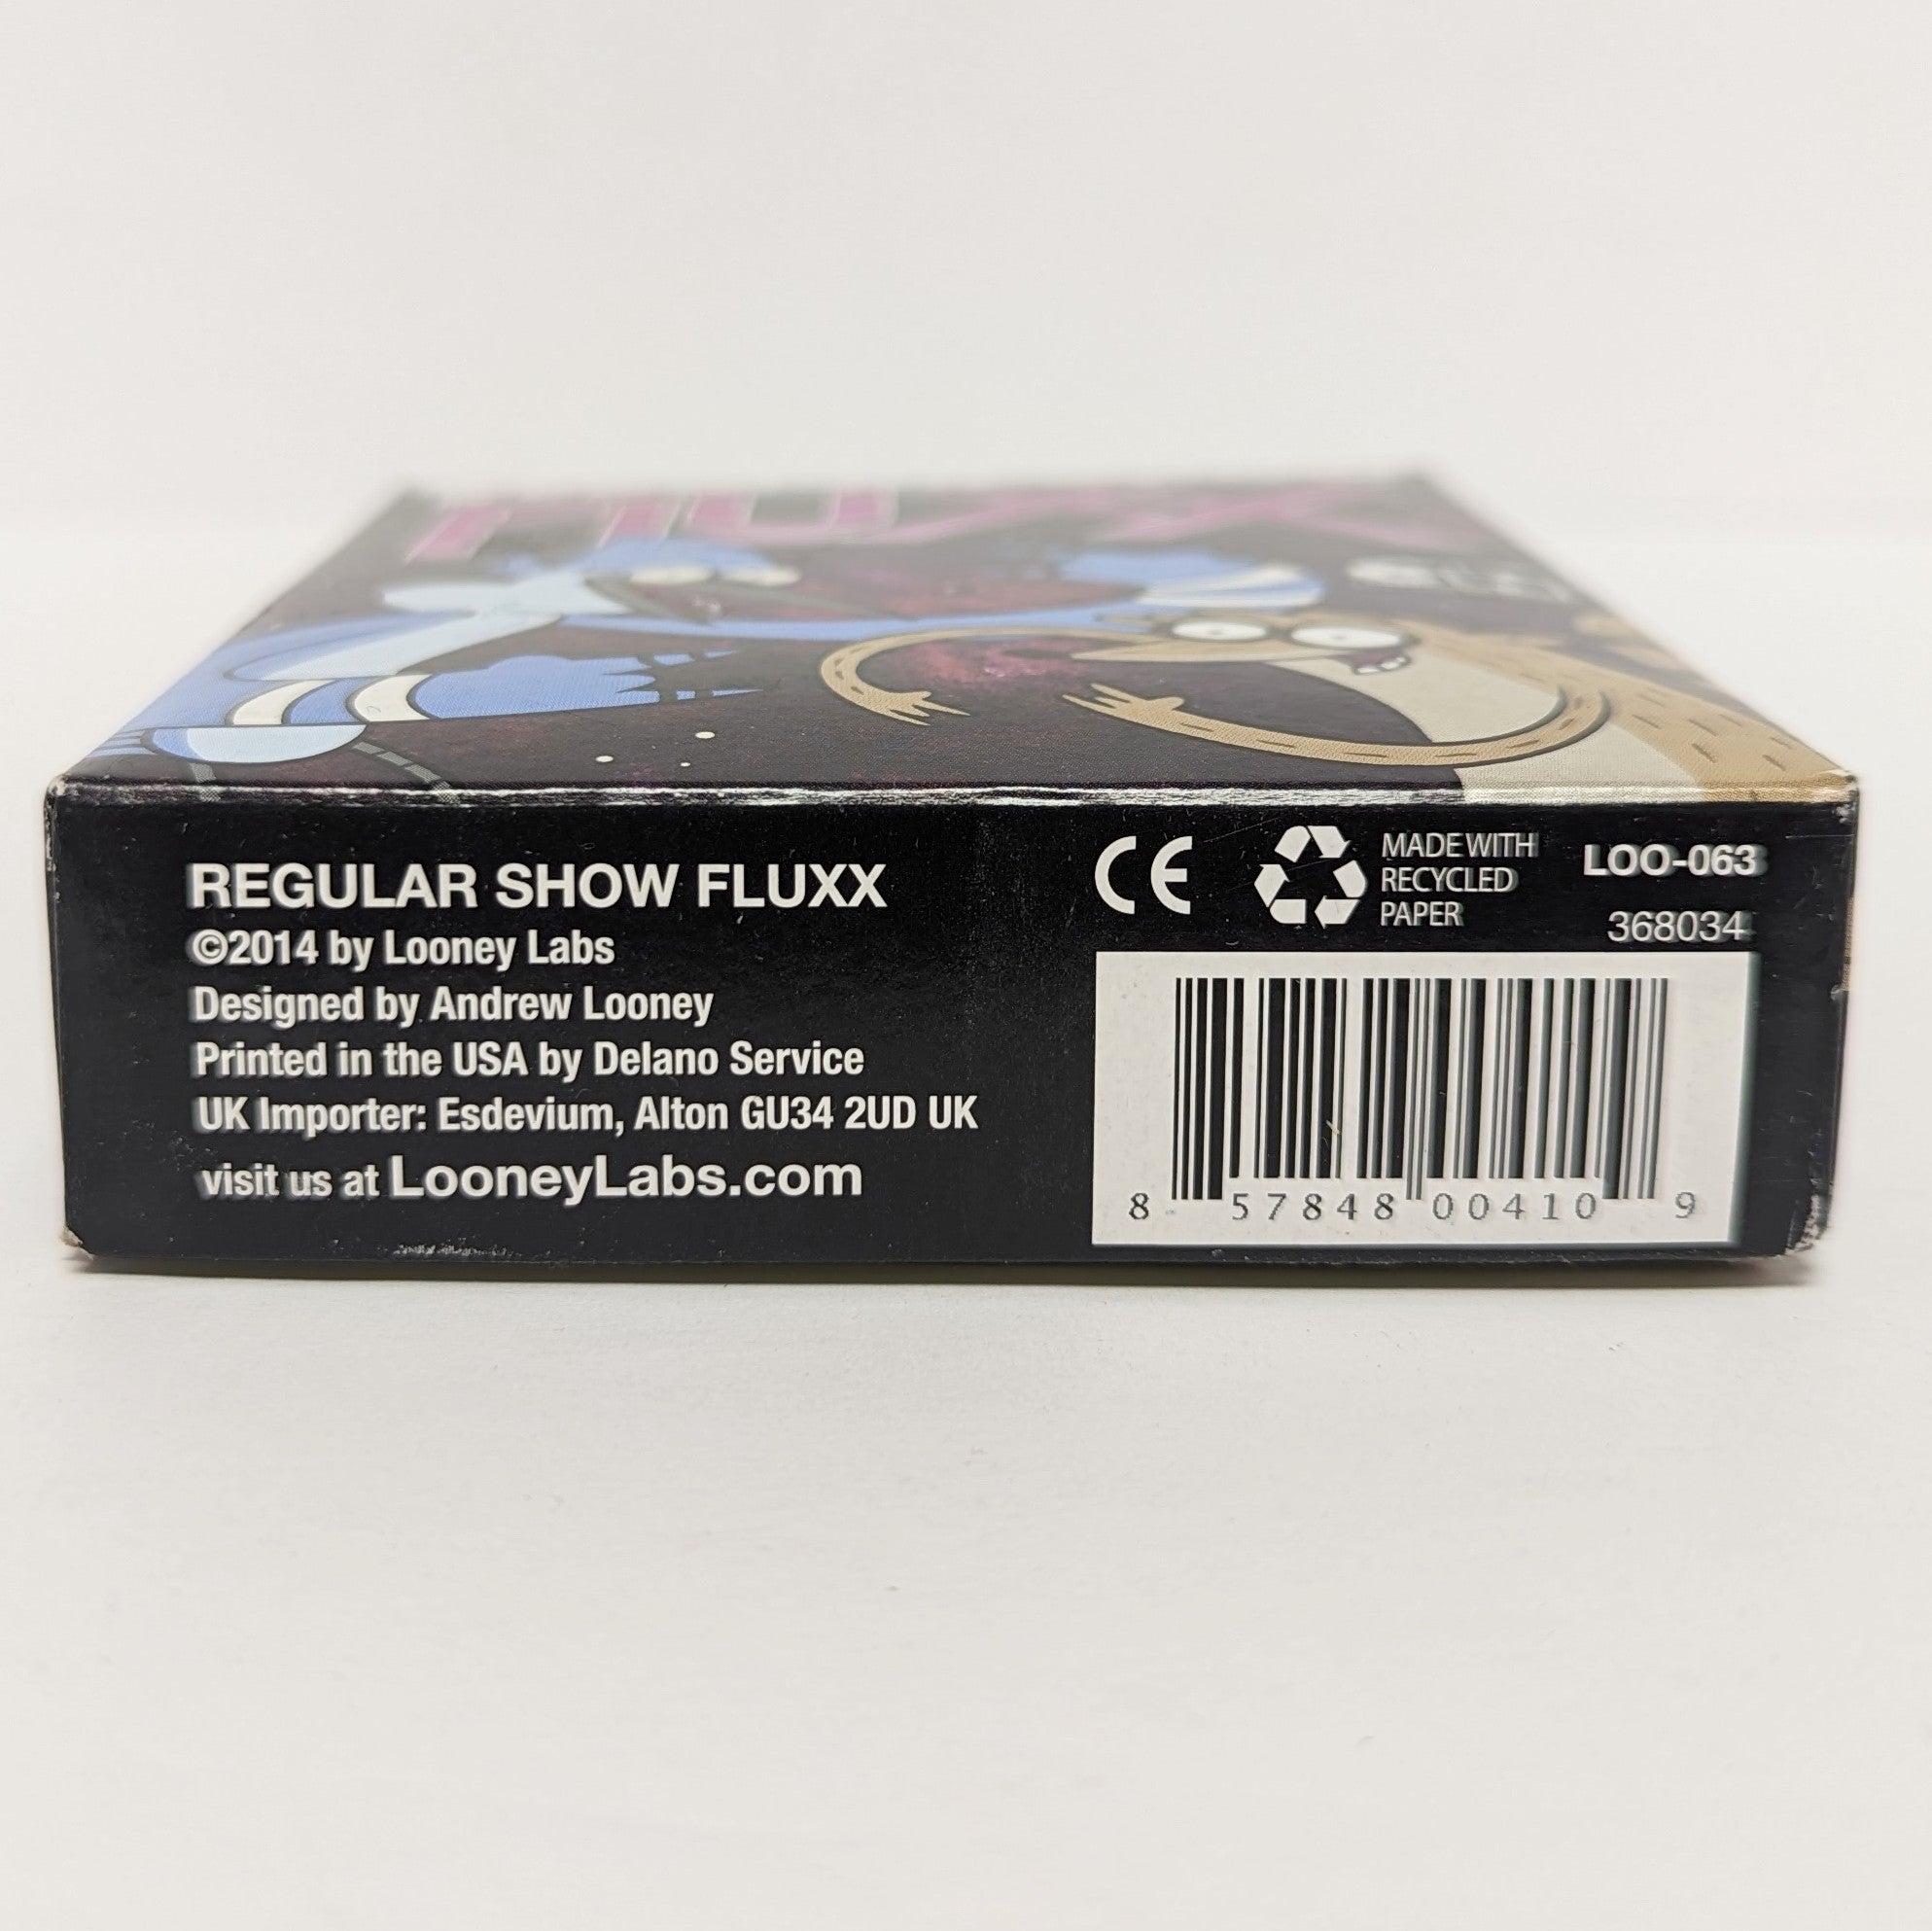 FLUXX
REGULAR SHOW FLUXX
©2014 by Looney Labs
Designed by Andrew Looney
Printed in the USA by Delano Service
UK Importer: Esdevium, Alton GU34 2UD UK
visit us at LooneyLabs.com
CE
MADE WITH
RECYCLED
PAPER
LOO-063
368034
8 57848 00410 9